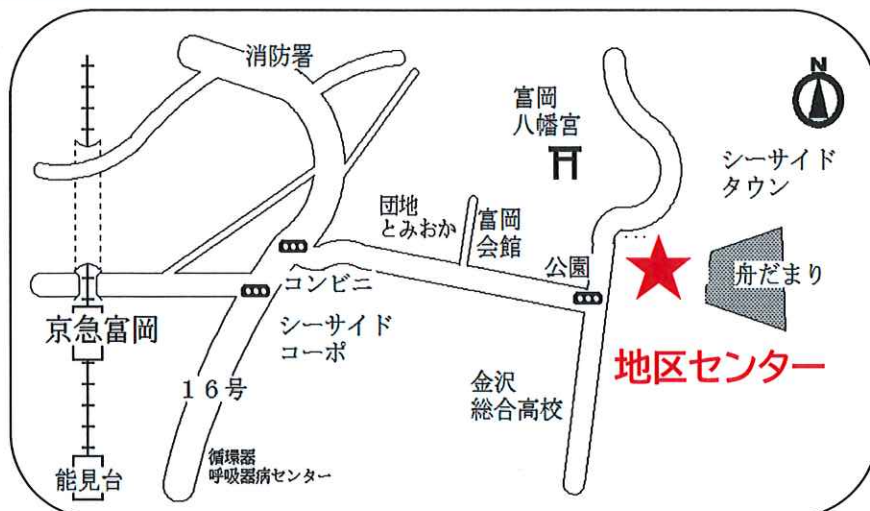 消防署
N
富岡
八幡宮
シーサイド
タウン
団地
とみおか
富岡
会館
公園
舟だまり
コンビニ
京急富岡
シーサイド
コーポ
地区センター
16号
金沢
総合高校
循環器
呼吸器病センター
能見台